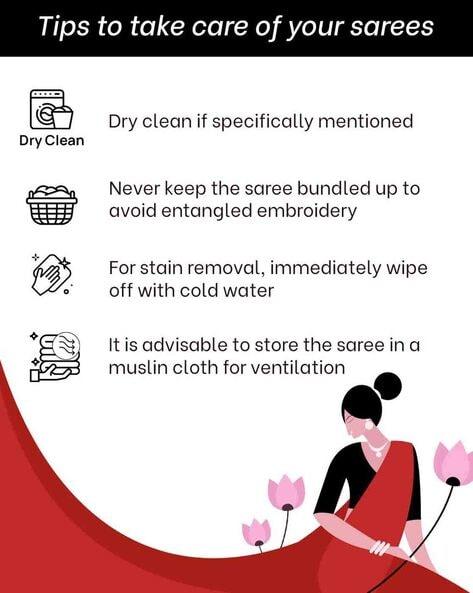 Tips to take care of your sarees
Dry Clean
Dry clean if specifically mentioned
Never keep the saree bundled up to
avoid entangled embroidery
For stain removal, immediately wipe
off with cold water
It is advisable to store the saree in a
muslin cloth for ventilation